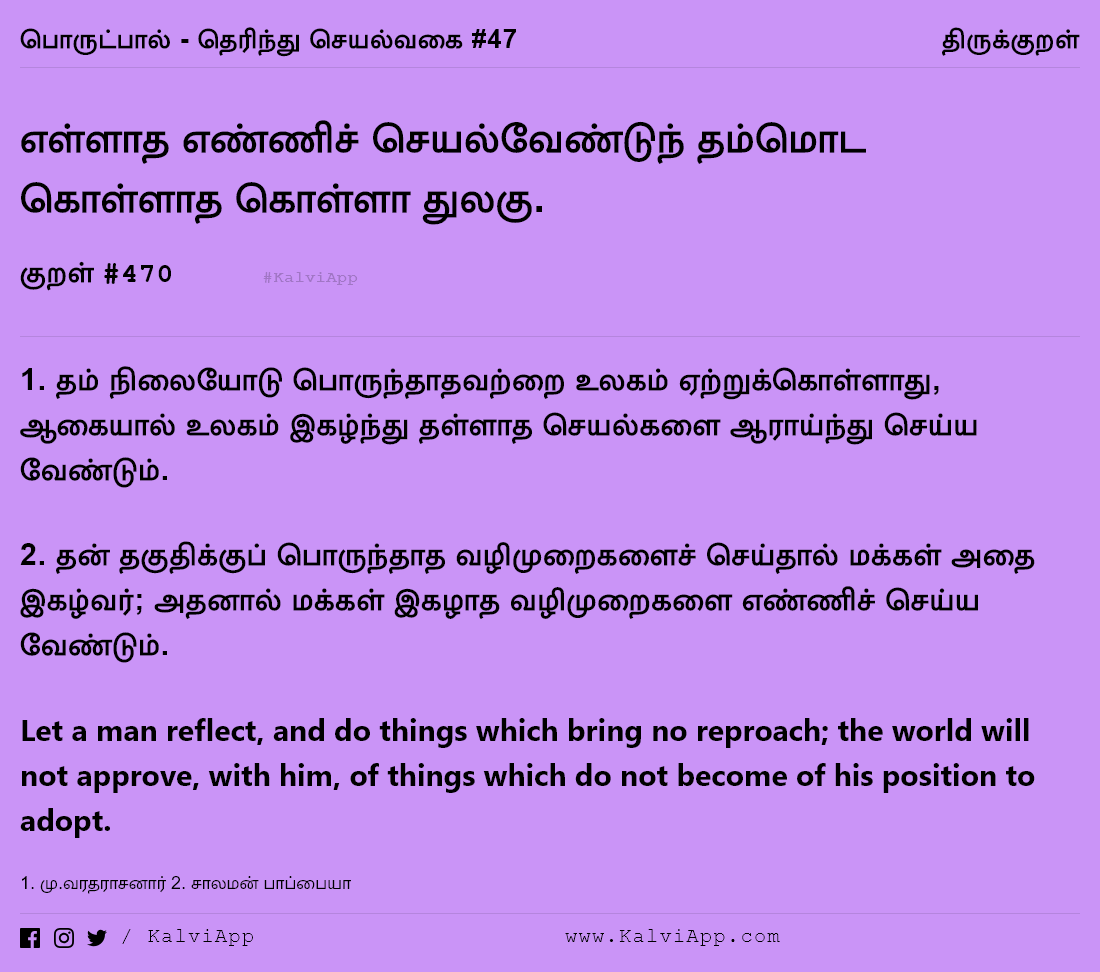 பொருட்பால் - தெரிந்து செயல்வகை #47
திருக்குறள்
எள்ளாத எண்ணிச் செயல்வேண்டுந் தம்மொட
கொள்ளாத கொள்ளா துலகு.
குறள் #470
#KalviApp
1. தம் நிலையோடு பொருந்தாதவற்றை உலகம் ஏற்றுக்கொள்ளாது,
ஆகையால் உலகம் இகழ்ந்து தள்ளாத செயல்களை ஆராய்ந்து செய்ய
வேண்டும்.
2. தன் தகுதிக்குப் பொருந்தாத வழிமுறைகளைச் செய்தால் மக்கள் அதை
இகழ்வர்; அதனால் மக்கள் இகழாத வழிமுறைகளை எண்ணிச் செய்ய
வேண்டும்.
Let a man reflect, and do things which bring no reproach; the world will
not approve, with him, of things which do not become of his position to
adopt.
1. மு.வரதராசனார் 2. சாலமன் பாப்பையா
/ KalviApp
www.KalviApp.com